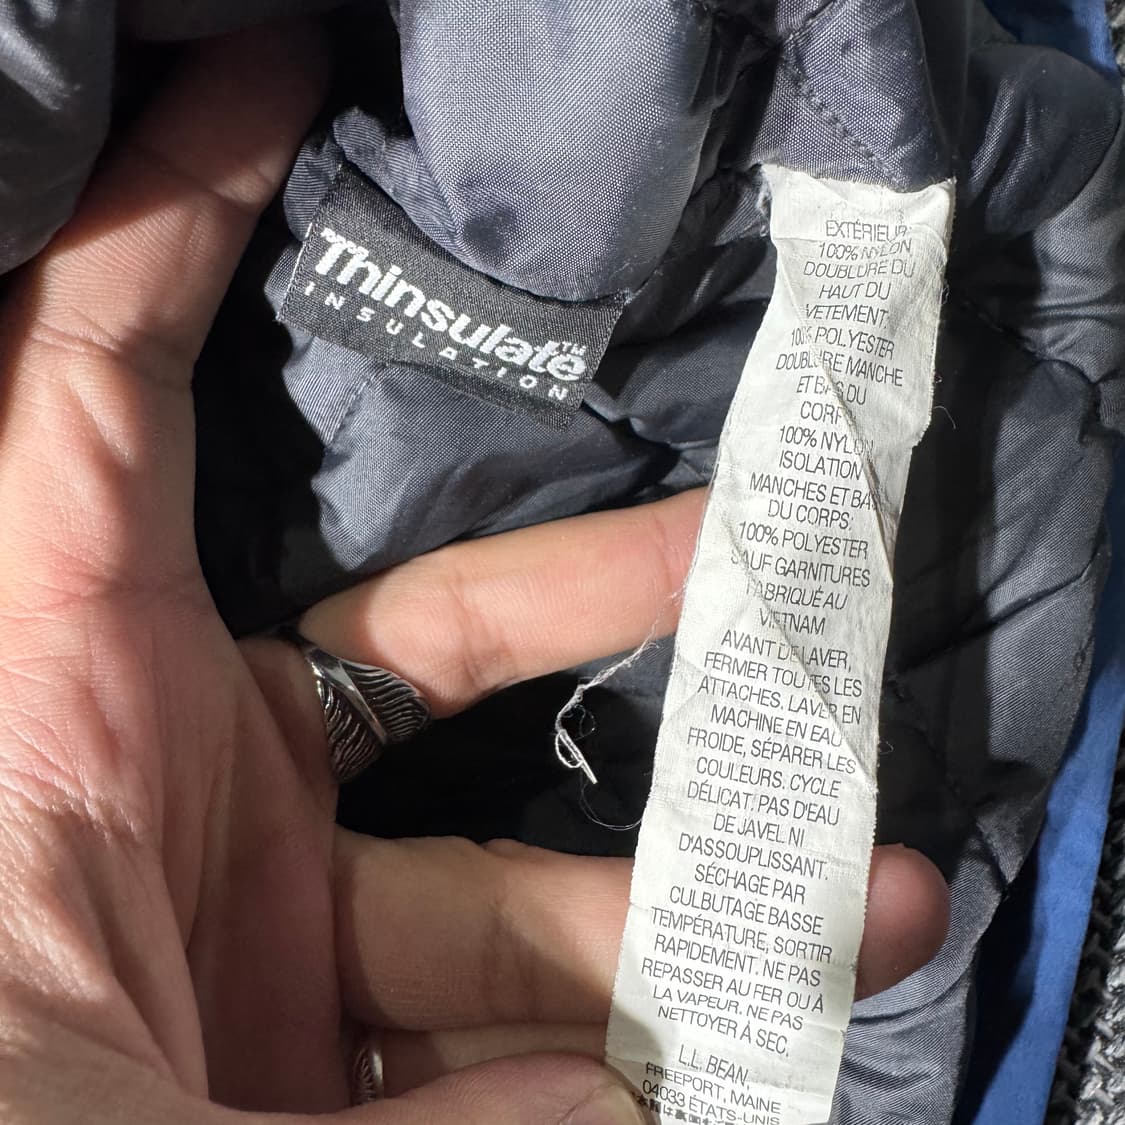 Thinsulate
TM
INSULATION
EXTÉRIEUR:
100% NYLON
DOUBLURE DU
HAUT DU
VETEMENT:
100% POLYESTER
DOUBLURE MANCHE
ET BAS DU
CORPS:
100% NYLON
ISOLATION
MANCHES ET BAS
DU CORPS:
100% POLYESTER
SAUF GARNITURES
FABRIQUÉ AU
VIETNAM
AVANT DE LAVER,
FERMER TOUTES LES
ATTACHES. LAVER EN
MACHINE EN EAU
FROIDE, SÉPARER LES
COULEURS. CYCLE
DÉLICAT. PAS D'EAU
DE JAVEL NI
D'ASSOUPLISSANT.
SÉCHAGE PAR
CULBUTAGE BASSE
TEMPÉRATURE, SORTIR
RAPIDEMENT. NE PAS
REPASSER AU FER OU À
LA VAPEUR. NE PAS
NETTOYER À SEC.
L.L. BEAN,
FREEPORT, MAINE
04033 ÉTATS-UNIS